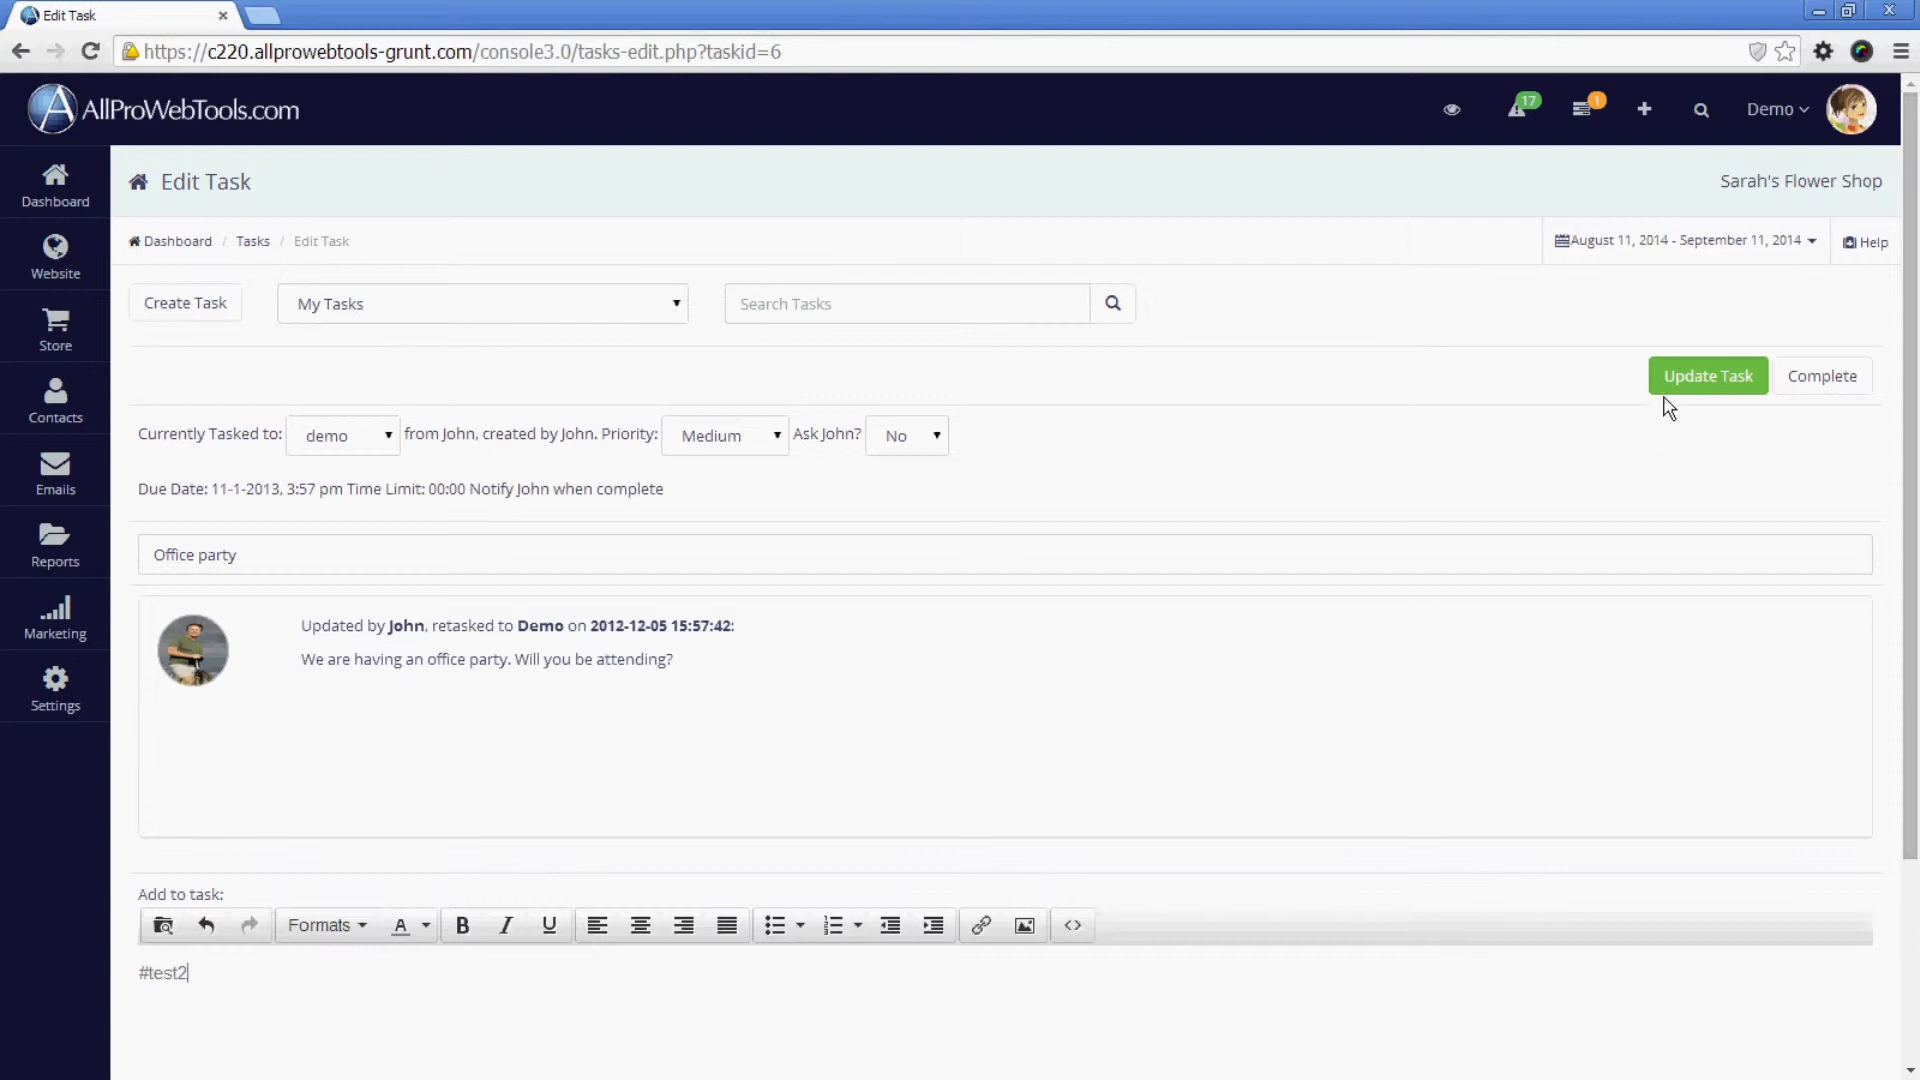 Edit Task
https://c220.allprowebtools-grunt.com/console3.0/tasks-edit.php?taskid=6
AllProWebTools.com
17
1
Demo
Dashboard
Website
Store
Contacts
Emails
Reports
Marketing
Settings
Edit Task
Sarah's Flower Shop
Dashboard / Tasks / Edit Task
August 11, 2014 - September 11, 2014
Help
Create Task
My Tasks
Search Tasks
Update Task
Complete
Currently Tasked to: demo from John, created by John. Priority: Medium Ask John? No
Due Date: 11-1-2013, 3:57 pm Time Limit: 00:00 Notify John when complete
Office party
Updated by John, retasked to Demo on 2012-12-05 15:57:42:
We are having an office party. Will you be attending?
Add to task:
Formats A B I U
#test2